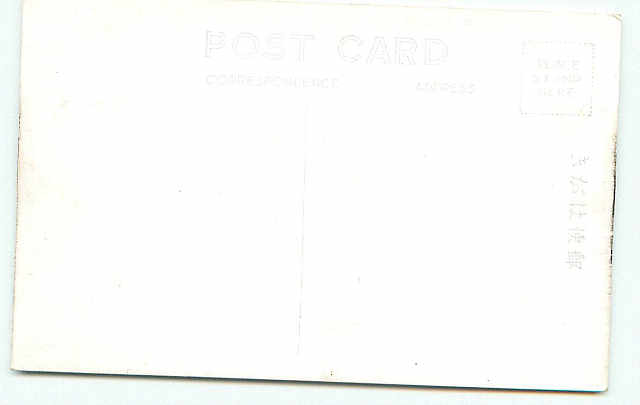 POST CARD
CORRESPONDENCE
ADDRESS
PLACE
STAMP
HERE
きがは便郵